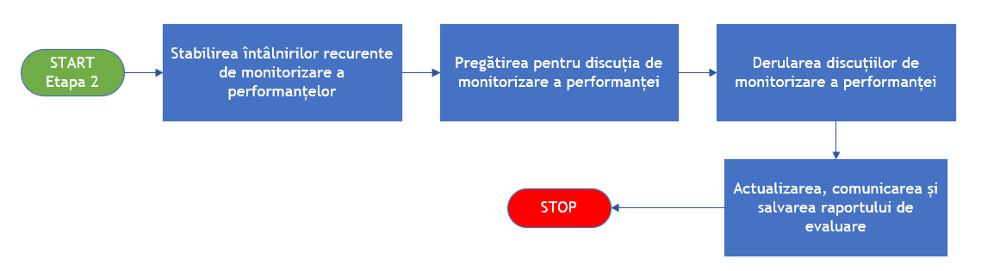 START
Etapa 2
Stabilirea întâlnirilor recurente
de monitorizare a
performanțelor
Pregătirea pentru discuția de
monitorizare a performanței
Derularea discuțiilor de
monitorizare a performanței
Actualizarea, comunicarea și
salvarea raportului de
evaluare
STOP